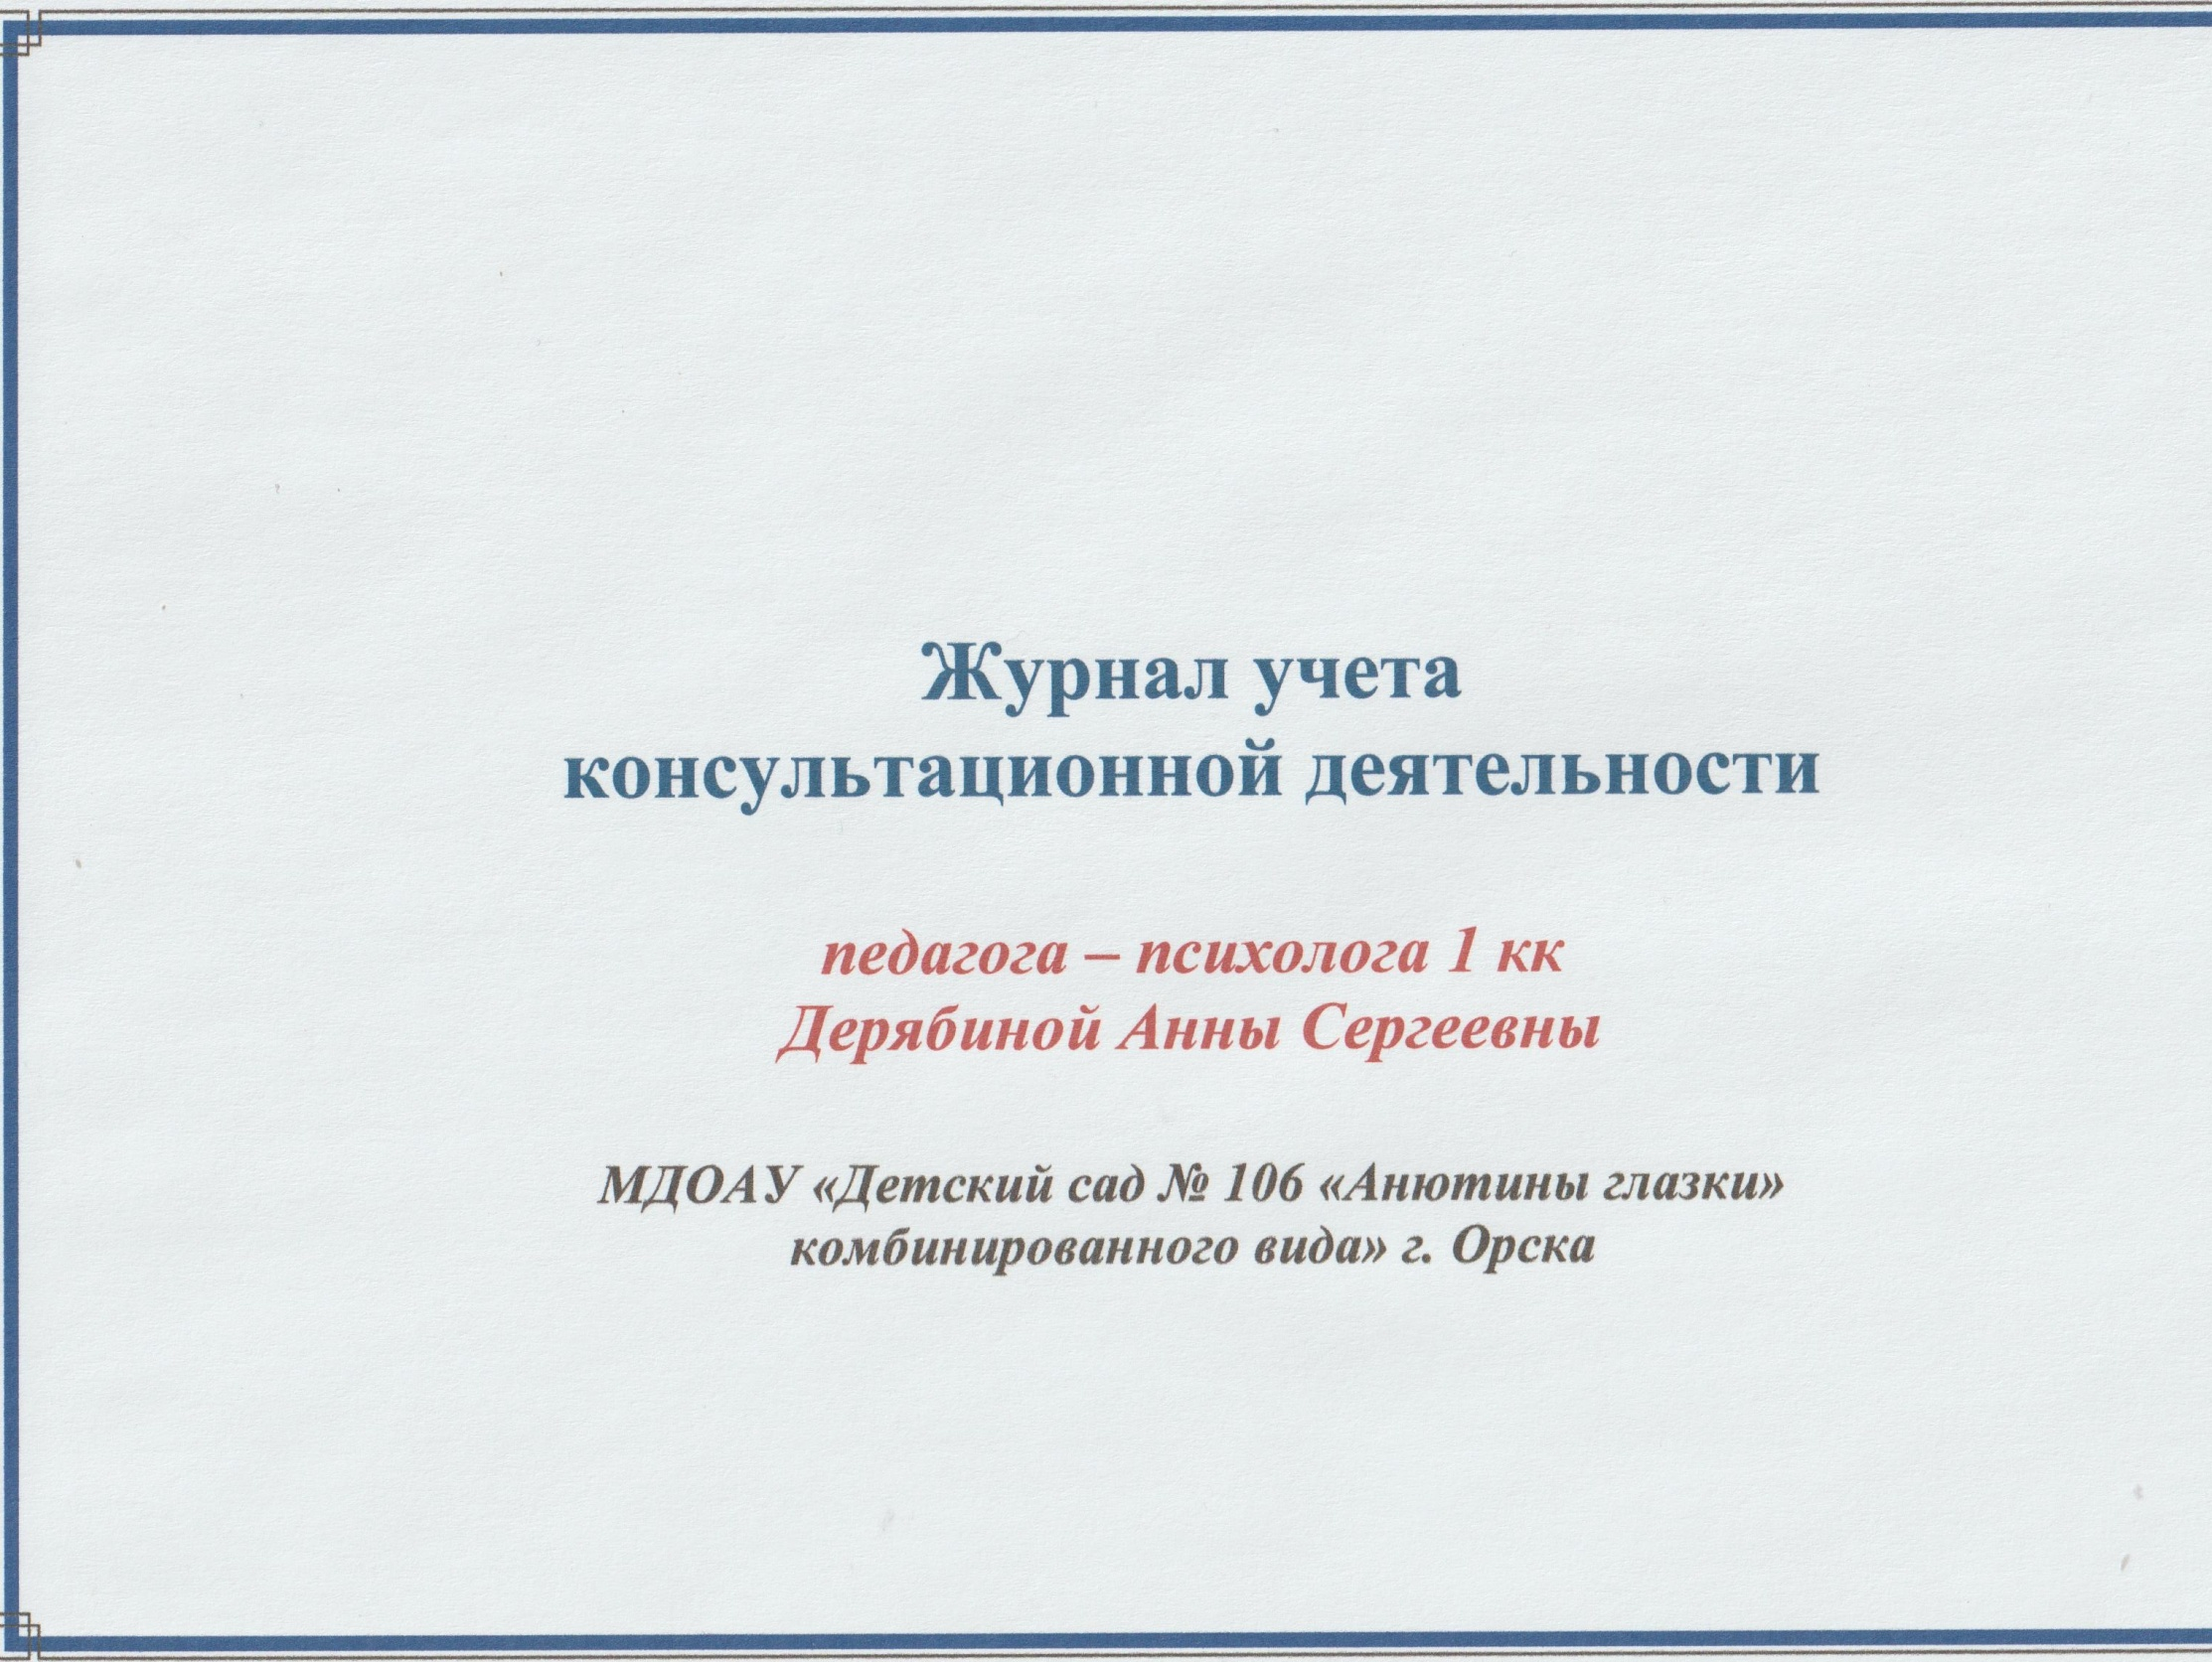 Журнал учета
консультационной деятельности
педагога – психолога 1 кк
Дерябиной Анны Сергеевны
МДОАУ «Детский сад № 106 «Анютины глазки»
комбинированного вида» г. Орска